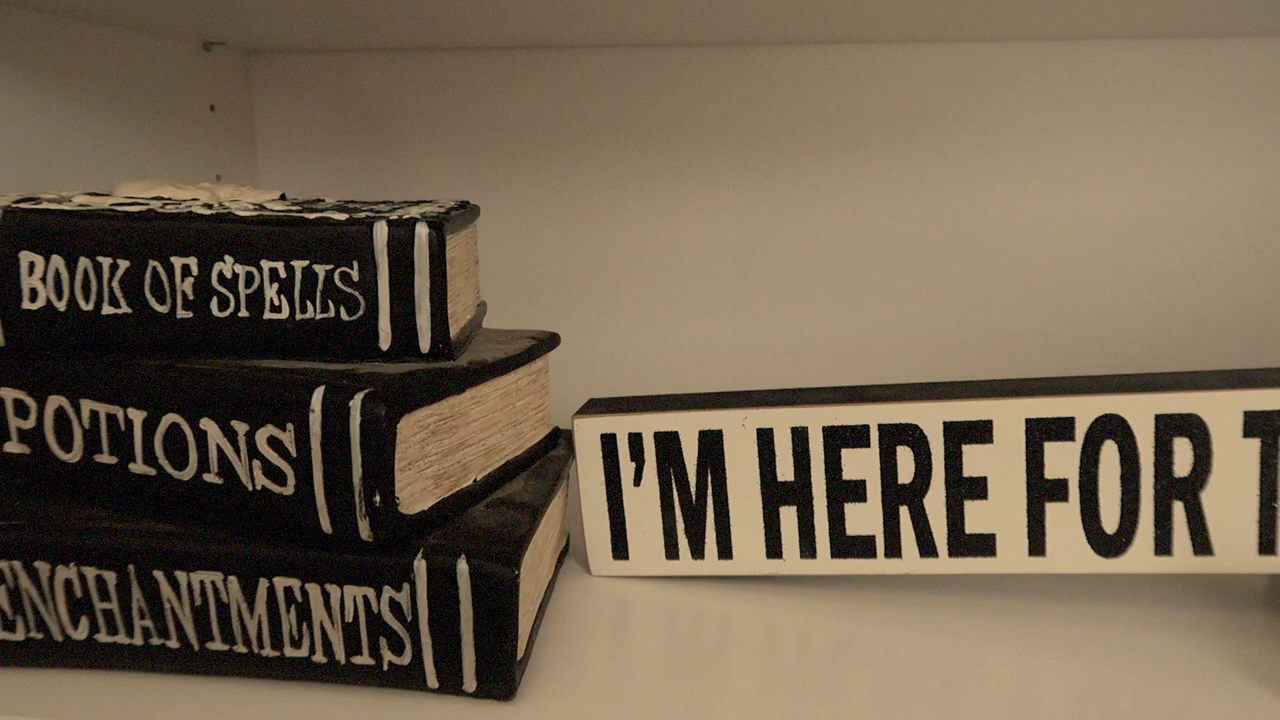 BOOK OF SPELLS
POTIONS
ENCHANTMENTS
I'M HERE FOR T